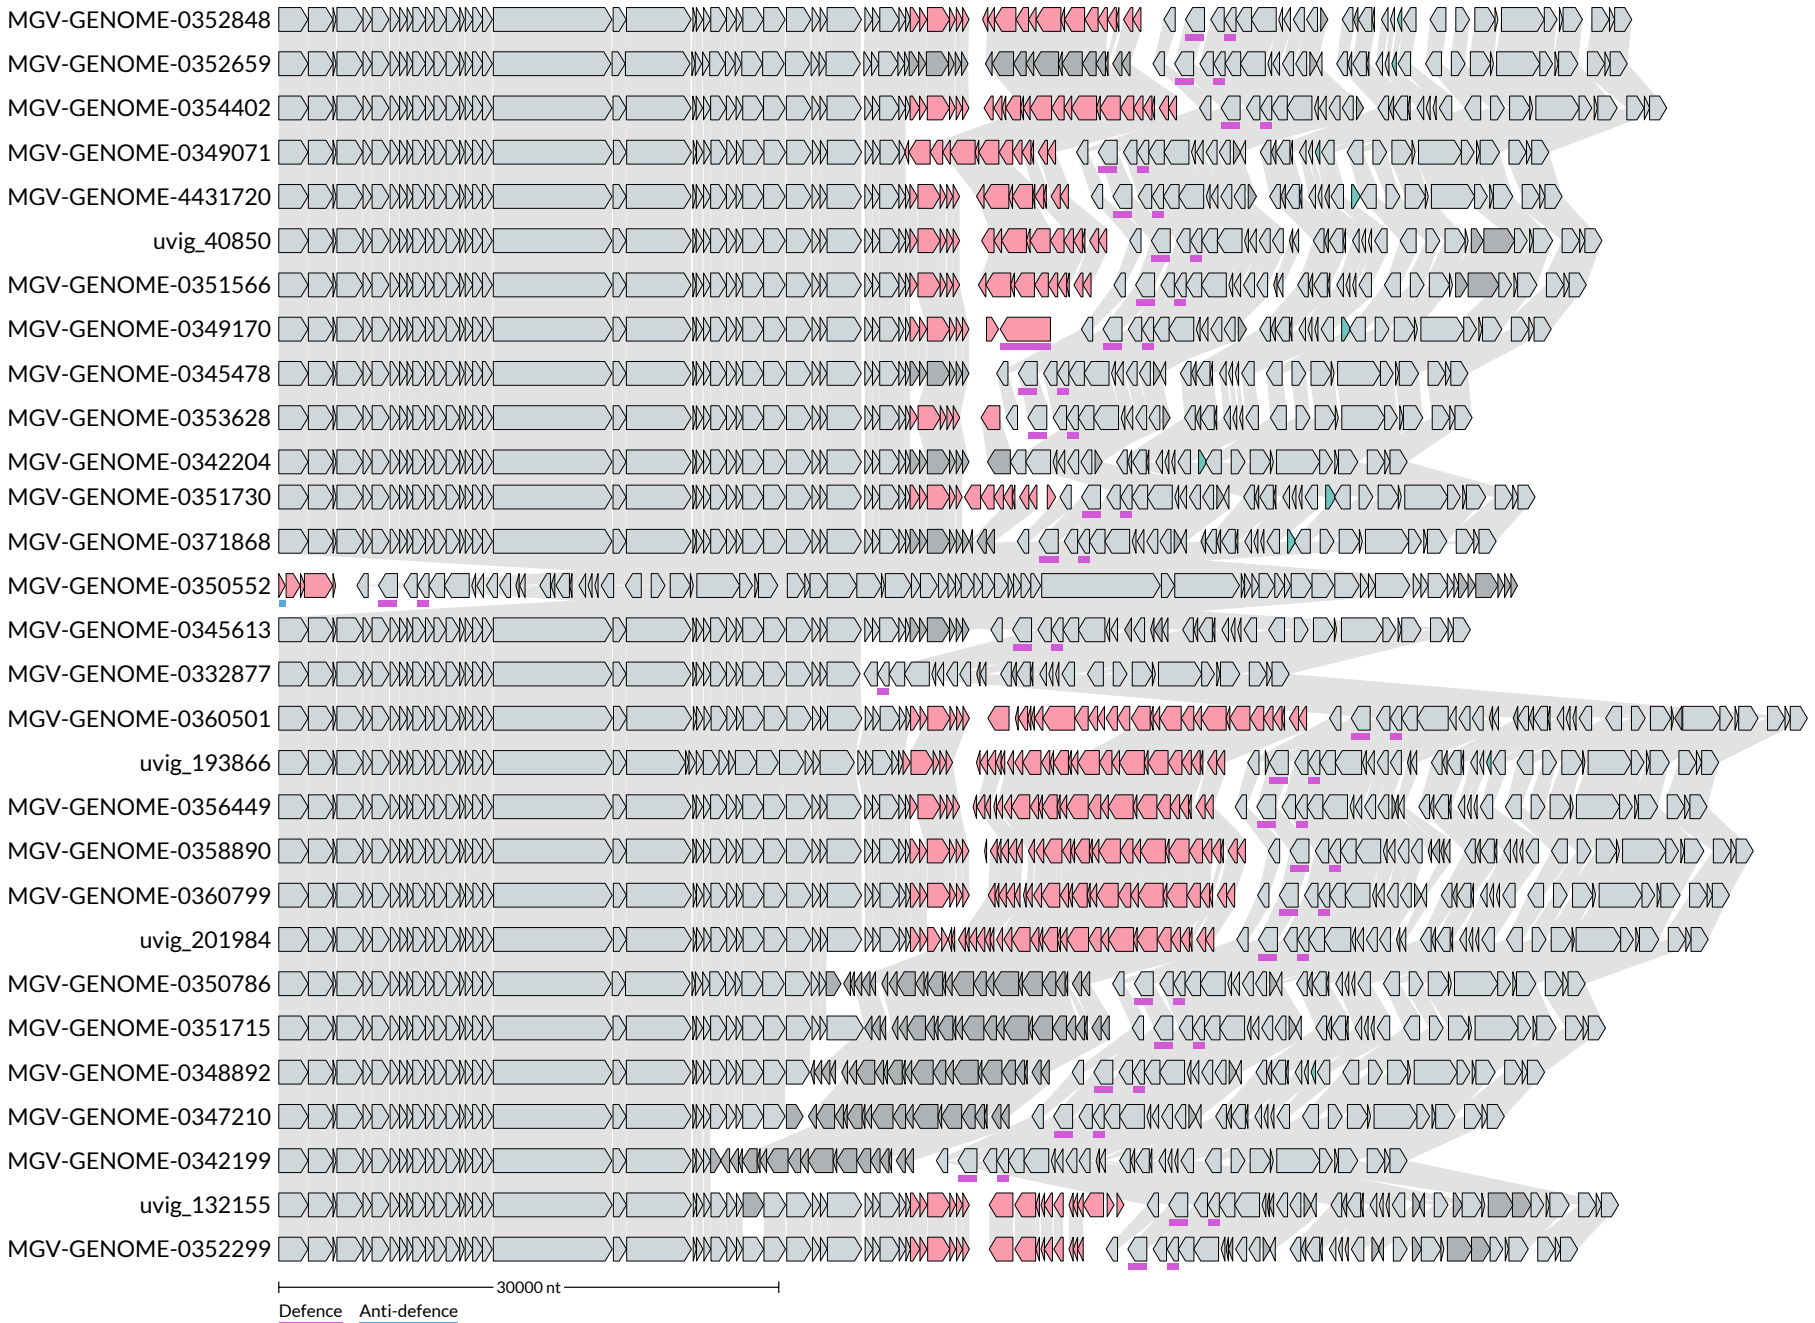 MGV-GENOME-0352848
MGV-GENOME-0352659
MGV-GENOME-0354402
MGV-GENOME-0349071
MGV-GENOME-4431720
uvig_40850
MGV-GENOME-0351566
MGV-GENOME-0349170
MGV-GENOME-0345478
MGV-GENOME-0353628
MGV-GENOME-0342204
MGV-GENOME-0351730
MGV-GENOME-0371868
MGV-GENOME-0350552
MGV-GENOME-0345613
MGV-GENOME-0332877
MGV-GENOME-0360501
uvig_193866
MGV-GENOME-0356449
MGV-GENOME-0358890
MGV-GENOME-0360799
uvig_201984
MGV-GENOME-0350786
MGV-GENOME-0351715
MGV-GENOME-0348892
MGV-GENOME-0347210
MGV-GENOME-0342199
uvig_132155
MGV-GENOME-0352299
30000 nt
Defence Anti-defence